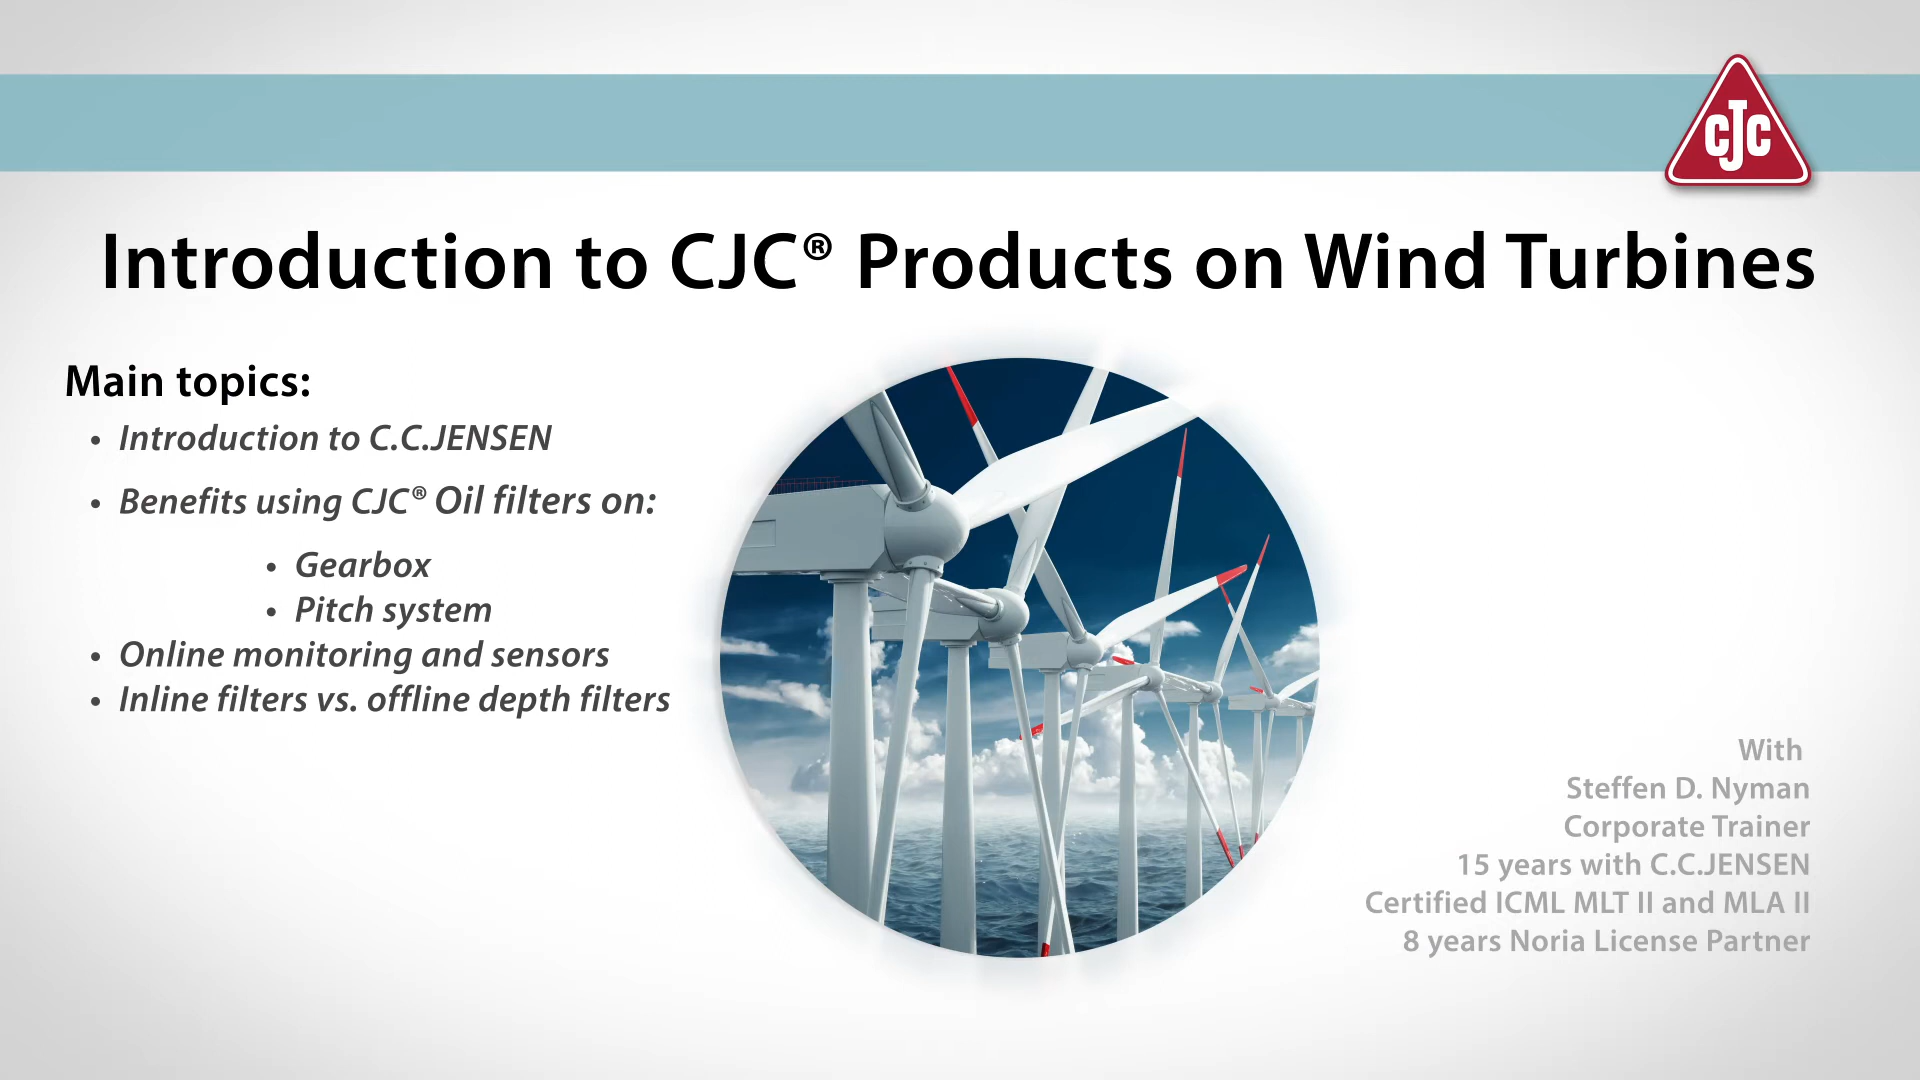 CJC
Introduction to CJC® Products on Wind Turbines
Main topics:
• Introduction to C.C.JENSEN
• Benefits using CJC® Oil filters on:
• Gearbox
• Pitch system
• Online monitoring and sensors
• Inline filters vs. offline depth filters
With
Steffen D. Nyman
Corporate Trainer
15 years with C.C.JENSEN
Certified ICML MLT II and MLA II
8 years Noria License Partner